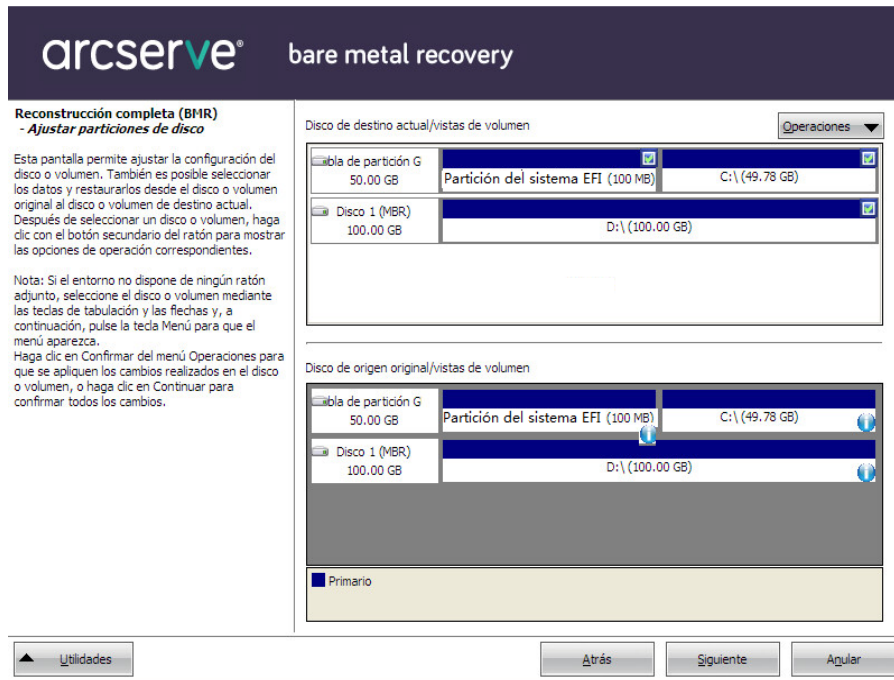 arcserve® bare metal recovery
Reconstrucción completa (BMR)
- Ajustar particiones de disco
Esta pantalla permite ajustar la configuración del
disco o volumen. También es posible seleccionar
los datos y restaurarlos desde el disco o volumen
original al disco o volumen de destino actual.
Después de seleccionar un disco o volumen, haga
clic con el botón secundario del ratón para mostrar
las opciones de operación correspondientes.
Nota: Si el entorno no dispone de ningún ratón
adjunto, seleccione el disco o volumen mediante
las teclas de tabulación y las flechas y, a
continuación, pulse la tecla Menú para que el
menú aparezca.
Haga clic en Confirmar del menú Operaciones para
que se apliquen los cambios realizados en el disco
o volumen, o haga clic en Continuar para
confirmar todos los cambios.
Disco de destino actual/vistas de volumen
Operaciones
bla de partición G
50.00 GB
Partición del sistema EFI (100 MB)
C:\ (49.78 GB)
Disco 1 (MBR)
100.00 GB
D:\ (100.00 GB)
Disco de origen original/vistas de volumen
bla de partición G
50.00 GB
Partición del sistema EFI (100 MB)
C:\ (49.78 GB)
Disco 1 (MBR)
100.00 GB
D:\ (100.00 GB)
Primario
Utilidades
Atrás
Siguiente
Anular